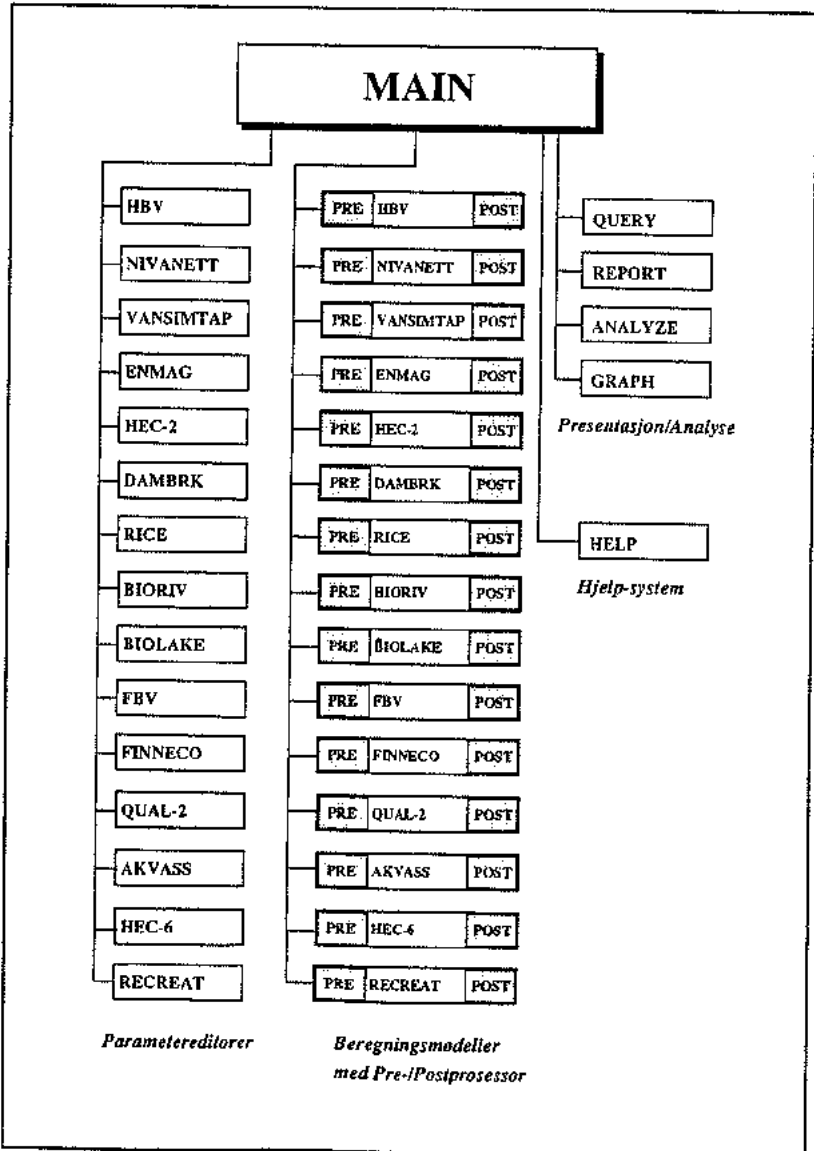 MAIN
HBV
NIVANETT
VANSIMTAP
ENMAG
HEC-2
DAMBRK
RICE
BIORIV
BIOLAKE
FBV
FINNECO
QUAL-2
AKVASS
HEC-6
RECREAT
Parametereditorer
PRE HBV POST
PRE NIVANETT POST
PRE VANSIMTAP POST
PRE ENMAG POST
PRE HEC-2 POST
PRE DAMBRK POST
PRE RICE POST
PRE BIORIV POST
PRE BIOLAKE POST
PRE FBV POST
PRE FINNECO POST
PRE QUAL-2 POST
PRE AKVASS POST
PRE HEC-6 POST
PRE RECREAT POST
Beregningsmodeller
med Pre-/Postprosessor
QUERY
REPORT
ANALYZE
GRAPH
Presentasjon/Analyse
HELP
Hjelp-system